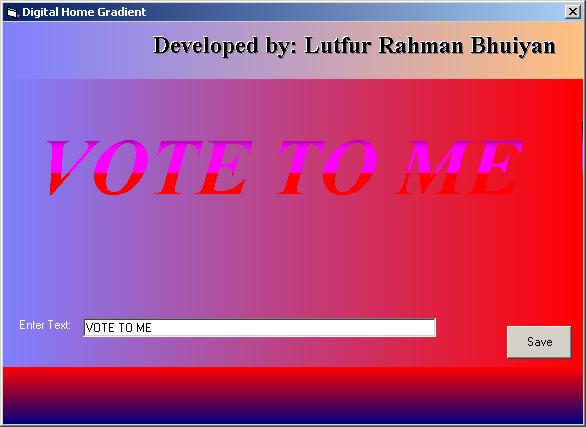 Digital Home Gradient
Developed by: Lutfur Rahman Bhuiyan
VOTE TO ME
Enter Text: VOTE TO ME
Save